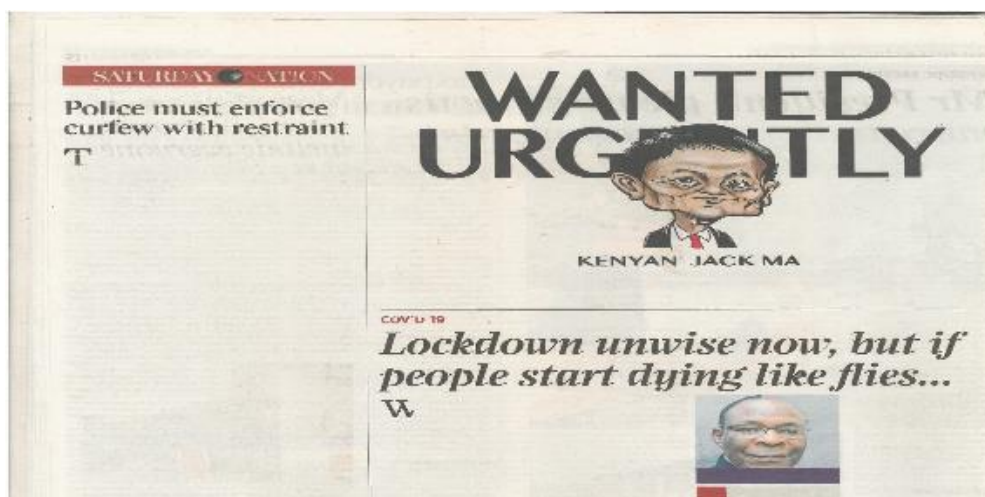 SATURDAY NATION
Police must enforce
curfew with restraint
T
WANTED
URGENTLY
KENYAN JACK MA
COVID 19
Lockdown unwise now, but if
people start dying like flies...
W